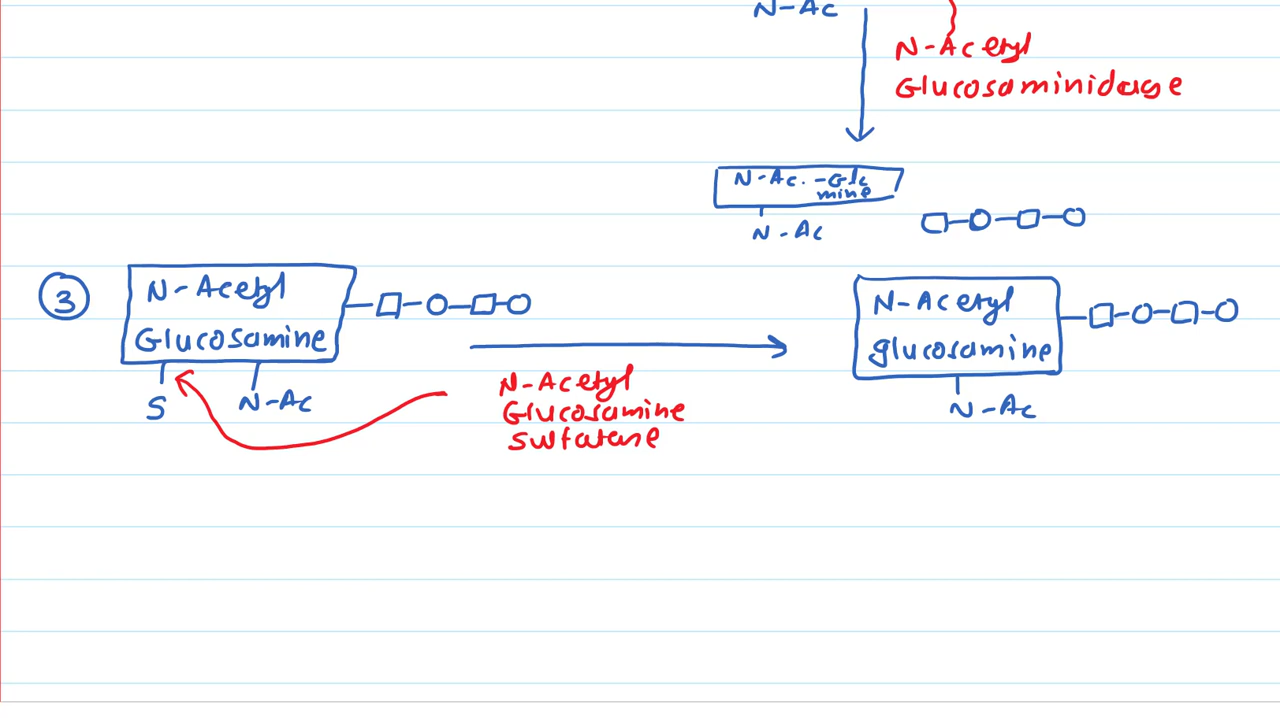 N-Ac
N-Acetyl
Glucosaminidase
N-Ac. -Glc
mine
N-Ac
3
N-Acetyl
Glucosamine
S
N-Ac
N-Acetyl
Glucosamine
Sulfatase
N-Acetyl
glucosamine
N-Ac